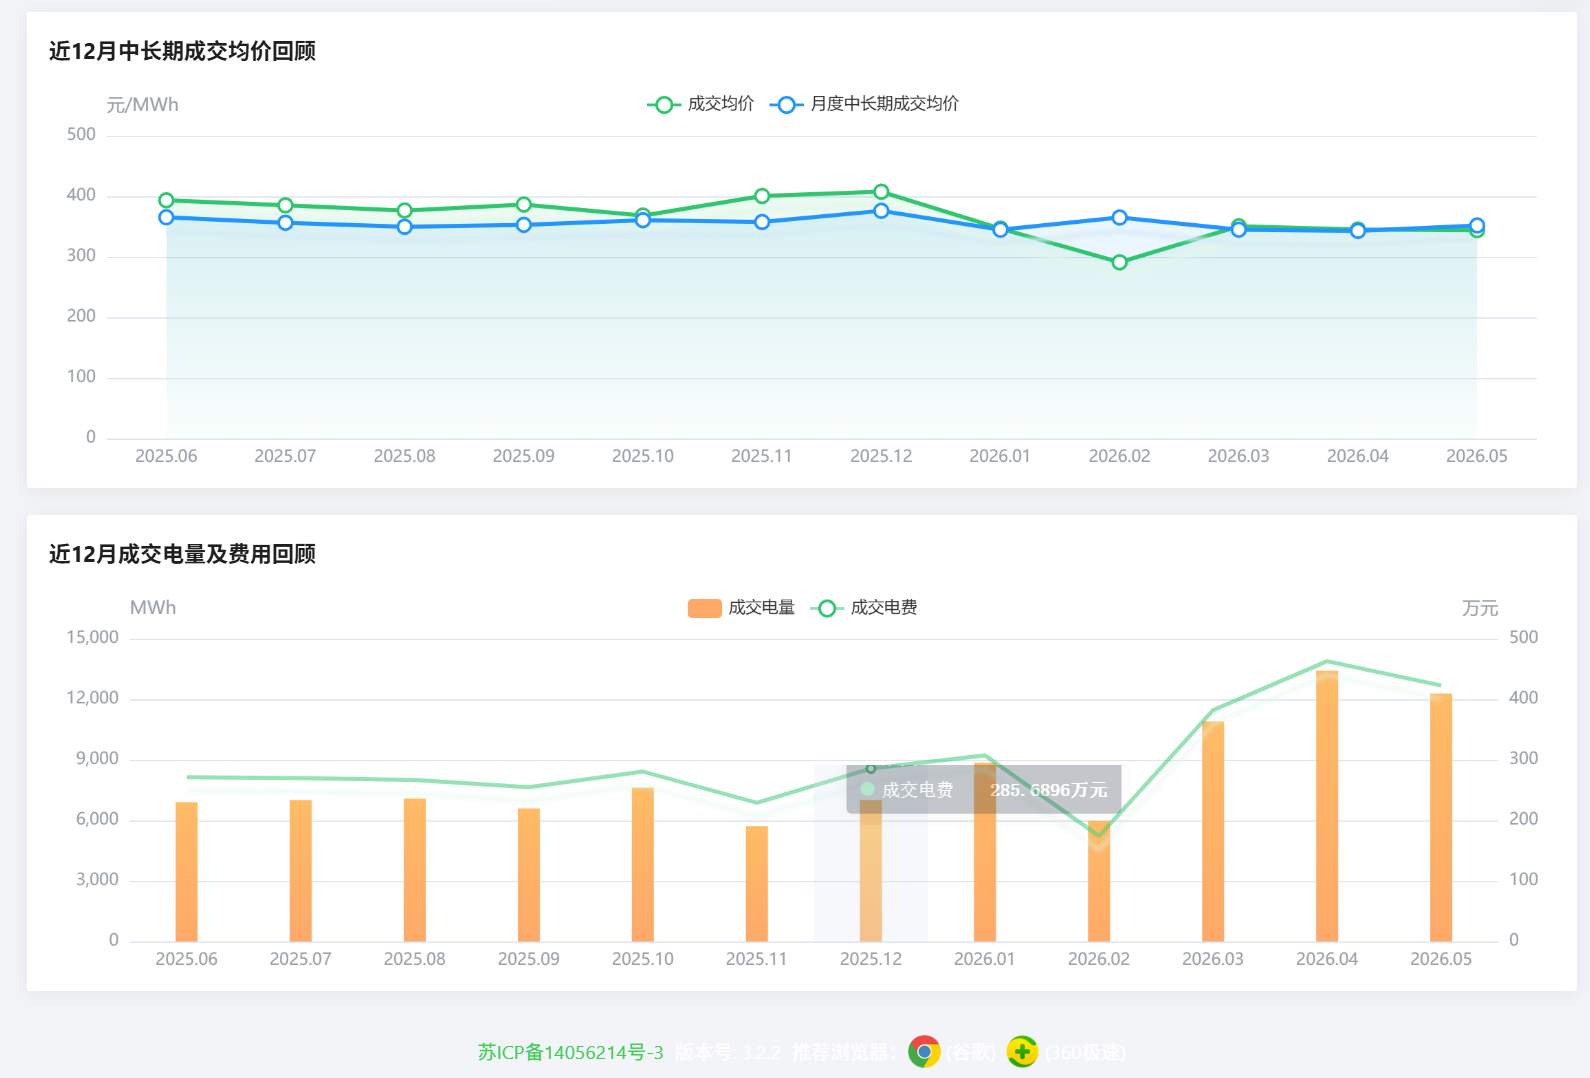 近12月中长期成交均价回顾
元/MWh
成交均价 月度中长期成交均价
500
400
300
200
100
0
2025.06 2025.07 2025.08 2025.09 2025.10 2025.11 2025.12 2026.01 2026.02 2026.03 2026.04 2026.05
近12月成交电量及费用回顾
MWh 成交电量 成交电费 万元
15,000 500
12,000 400
9,000 300
成交电费 285.6896万元
6,000 200
3,000 100
0 0
2025.06 2025.07 2025.08 2025.09 2025.10 2025.11 2025.12 2026.01 2026.02 2026.03 2026.04 2026.05
苏ICP备14056214号-3 版本号: 3.2.2 推荐浏览器: (谷歌) (360极速)